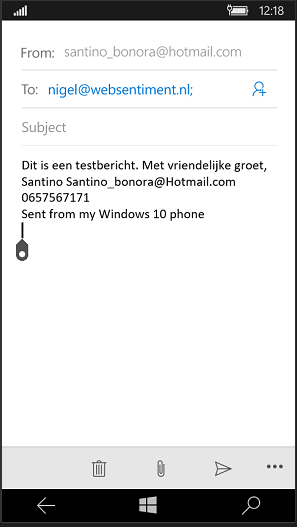 12:18
From: santino_bonora@hotmail.com
To: nigel@websentiment.nl;
Subject
Dit is een testbericht. Met vriendelijke groet,
Santino Santino_bonora@Hotmail.com
0657567171
Sent from my Windows 10 phone